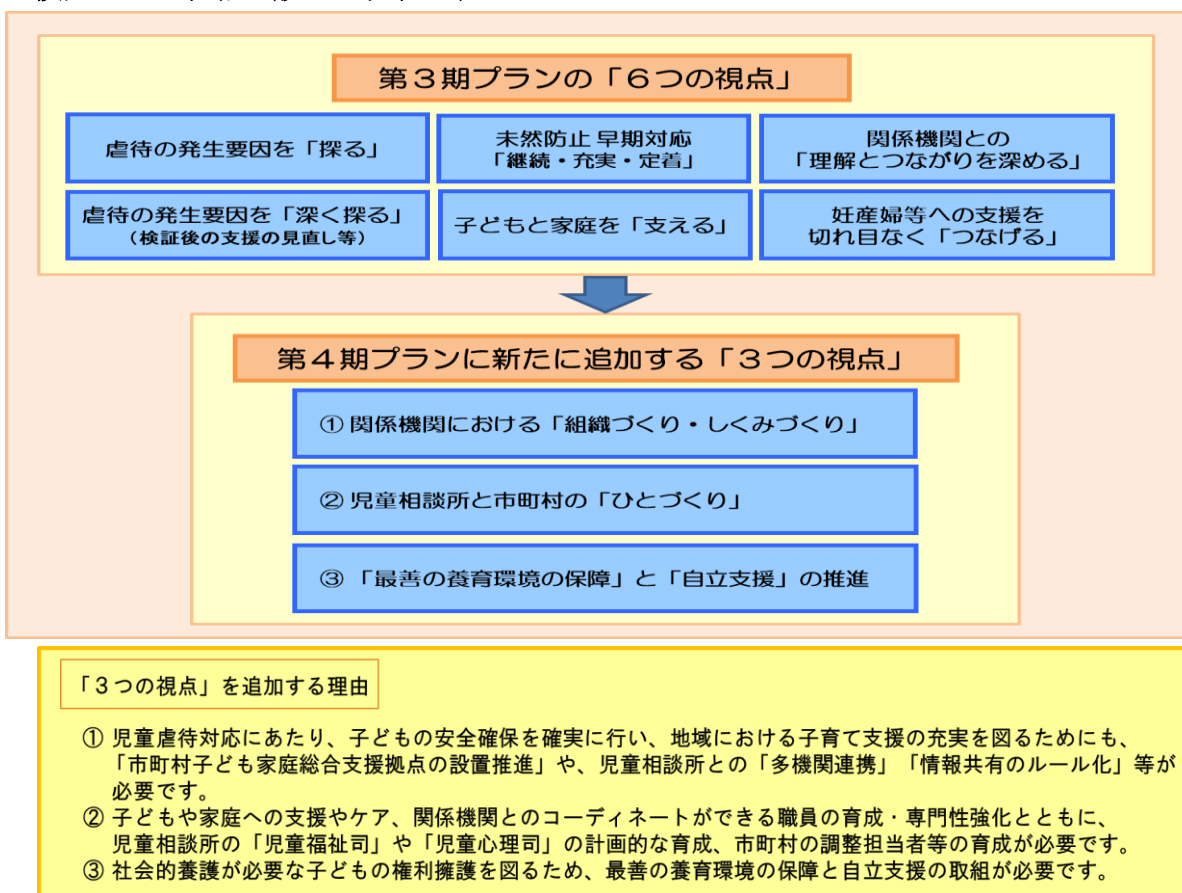 第3期プランの「6つの視点」
虐待の発生要因を「探る」
未然防止 早期対応
「継続・充実・定着」
関係機関との
「理解とつながりを深める」
虐待の発生要因を「深く探る」
（検証後の支援の見直し等）
子どもと家庭を「支える」
妊産婦等への支援を
切れ目なく「つなげる」
第4期プランに新たに追加する「3つの視点」
① 関係機関における「組織づくり・しくみづくり」
② 児童相談所と市町村の「ひとづくり」
③ 「最善の養育環境の保障」と「自立支援」の推進
「3つの視点」を追加する理由
① 児童虐待対応にあたり、子どもの安全確保を確実に行い、地域における子育て支援の充実を図るためにも、
「市町村子ども家庭総合支援拠点の設置推進」や、児童相談所との「多機関連携」「情報共有のルール化」等が
必要です。
② 子どもや家庭への支援やケア、関係機関とのコーディネートができる職員の育成・専門性強化とともに、
児童相談所の「児童福祉司」や「児童心理司」の計画的な育成、市町村の調整担当者等の育成が必要です。
③ 社会的養護が必要な子どもの権利擁護を図るため、最善の養育環境の保障と自立支援の取組が必要です。